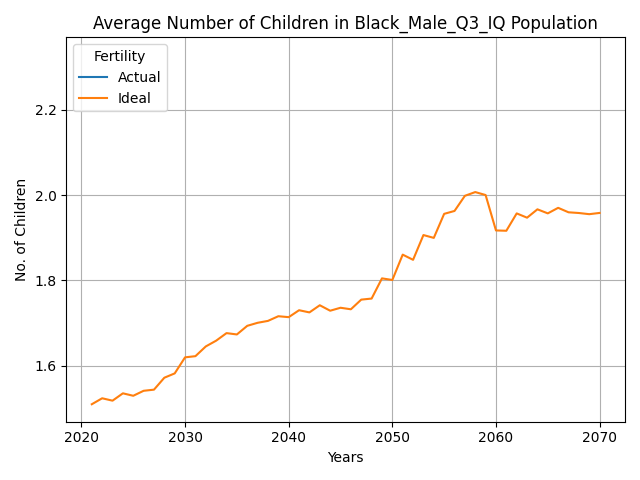 Average Number of Children in Black_Male_Q3_IQ Population
Fertility
Actual
Ideal
No. of Children
2.2
2.0
1.8
1.6
2020 2030 2040 2050 2060 2070
Years